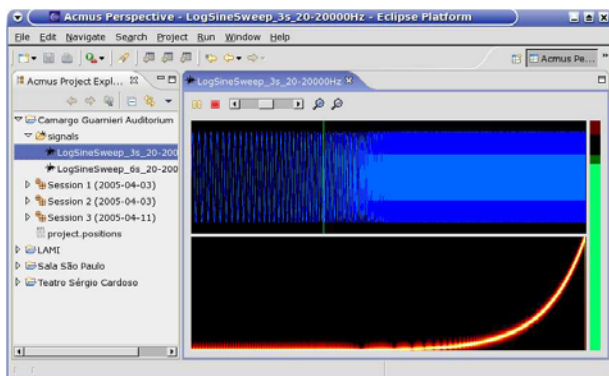 Acmus Perspective - LogSineSweep_3s_20-20000Hz - Eclipse Platform
File Edit Navigate Search Project Run Window Help
Acmus Pe...
Acmus Project Expl...
LogSineSweep_3s_20-20000Hz
Camargo Guarnieri Auditorium
signals
LogSineSweep_3s_20-200
LogSineSweep_6s_20-200
Session 1 (2005-04-03)
Session 2 (2005-04-03)
Session 3 (2005-04-11)
project.positions
LAMI
Sala São Paulo
Teatro Sérgio Cardoso